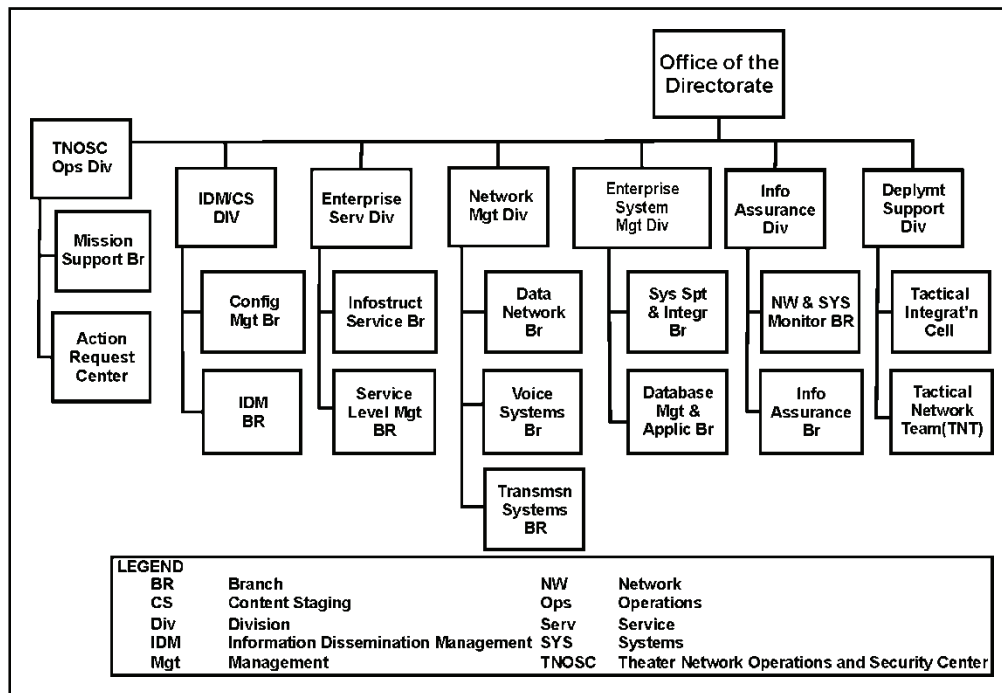 Office of the
Directorate
TNOSC
Ops Div
IDM/CS
DIV
Enterprise
Serv Div
Network
Mgt Div
Enterprise
System
Mgt Div
Info
Assurance
Div
Deplymt
Support
Div
Mission
Support Br
Action
Request
Center
Config
Mgt Br
IDM
BR
Infostruct
Service Br
Service
Level Mgt
BR
Data
Network
Br
Voice
Systems
Br
Transmsn
Systems
BR
Sys Spt
& Integr
Br
Database
Mgt &
Applic Br
NW & SYS
Monitor BR
Info
Assurance
Br
Tactical
Integrat'n
Cell
Tactical
Network
Team(TNT)
LEGEND
BR Branch NW Network
CS Content Staging Ops Operations
Div Division Serv Service
IDM Information Dissemination Management SYS Systems
Mgt Management TNOSC Theater Network Operations and Security Center